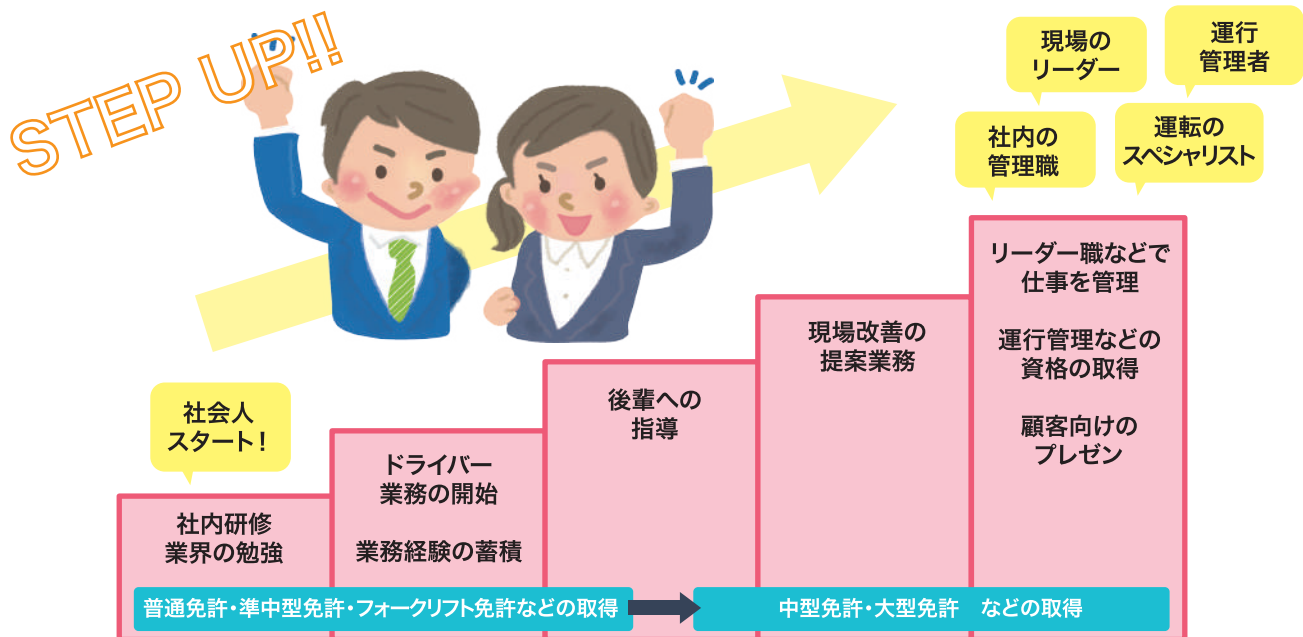 STEP UP!!
現場の
リーダー
運行
管理者
社内の
管理職
運転の
スペシャリスト
社会人
スタート！
社内研修
業界の勉強
ドライバー
業務の開始
業務経験の蓄積
後輩への
指導
現場改善の
提案業務
リーダー職などで
仕事を管理
運行管理などの
資格の取得
顧客向けの
プレゼン
普通免許・準中型免許・フォークリフト免許などの取得
中型免許・大型免許　などの取得